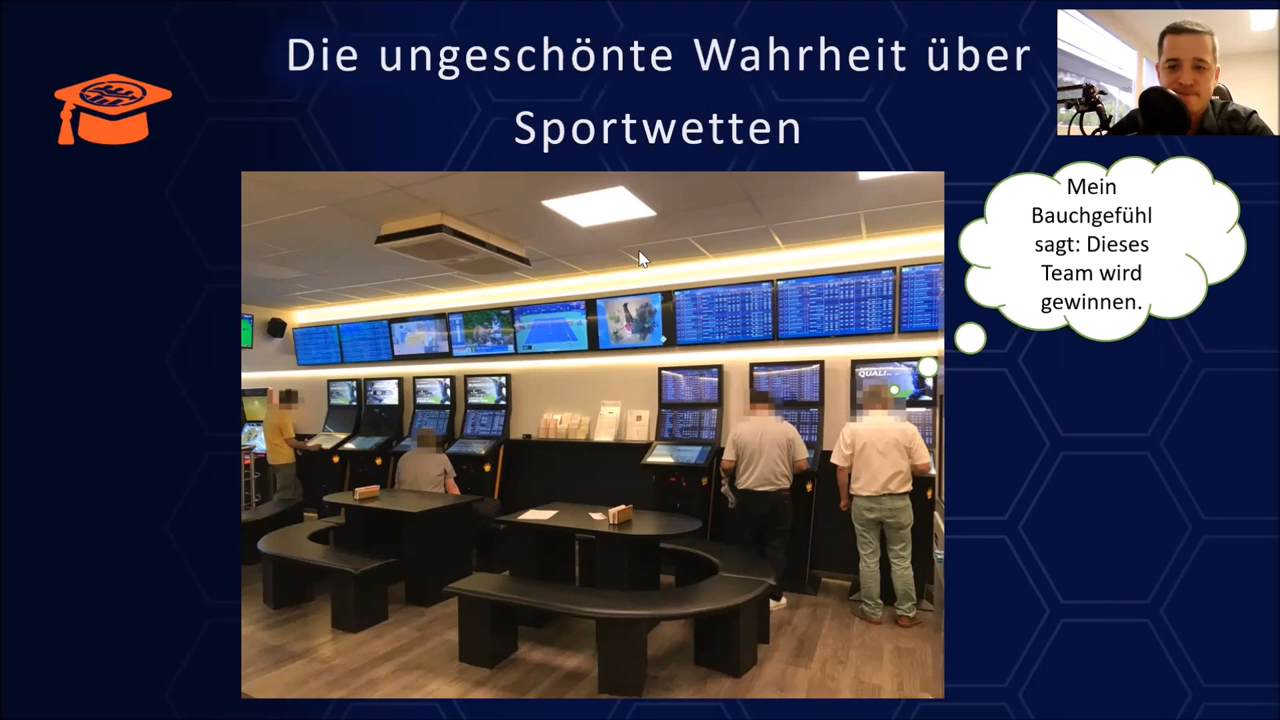 Die ungeschönte Wahrheit über
Sportwetten
Mein
Bauchgefühl
sagt: Dieses
Team wird
gewinnen.
QUALI